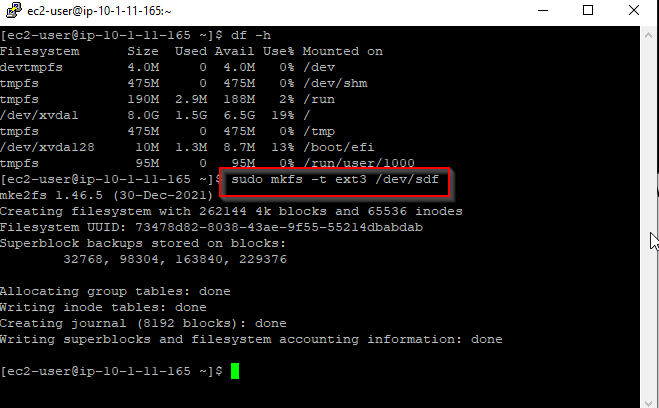 ec2-user@ip-10-1-11-165:~
[ec2-user@ip-10-1-11-165 ~]$ df -h
Filesystem      Size  Used Avail Use% Mounted on
devtmpfs        4.0M     0  4.0M   0% /dev
tmpfs           475M     0  475M   0% /dev/shm
tmpfs           190M  2.9M  188M   2% /run
/dev/xvda1      8.0G  1.5G  6.5G  19% /
tmpfs           475M     0  475M   0% /tmp
/dev/xvda128     10M  1.3M  8.7M  13% /boot/efi
tmpfs            95M     0   95M   0% /run/user/1000
[ec2-user@ip-10-1-11-165 ~]$ sudo mkfs -t ext3 /dev/sdf
mke2fs 1.46.5 (30-Dec-2021)
Creating filesystem with 262144 4k blocks and 65536 inodes
Filesystem UUID: 73478d82-8038-43ae-9f55-55214dbabdab
Superblock backups stored on blocks:
        32768, 98304, 163840, 229376
Allocating group tables: done
Writing inode tables: done
Creating journal (8192 blocks): done
Writing superblocks and filesystem accounting information: done
[ec2-user@ip-10-1-11-165 ~]$